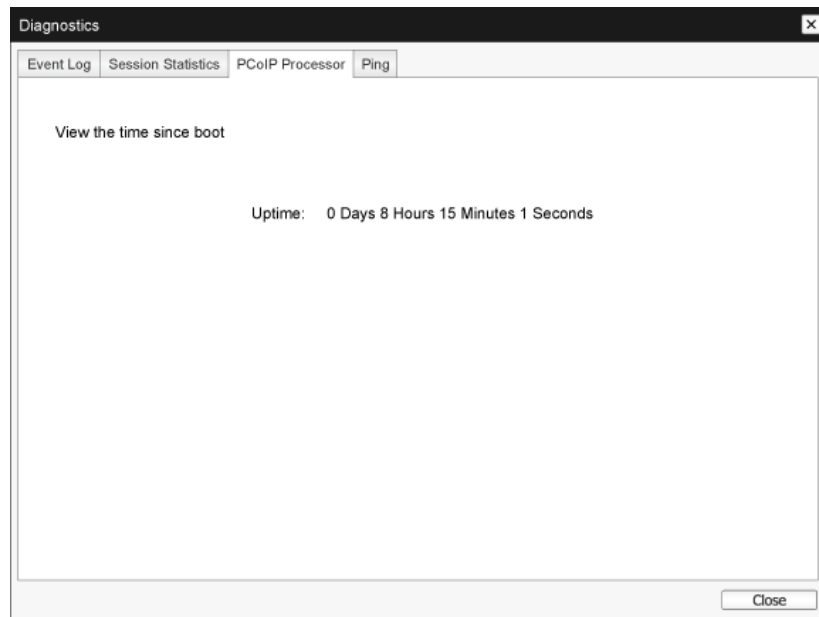 Diagnostics
Event Log Session Statistics PCoIP Processor Ping
View the time since boot
Uptime: 0 Days 8 Hours 15 Minutes 1 Seconds
Close